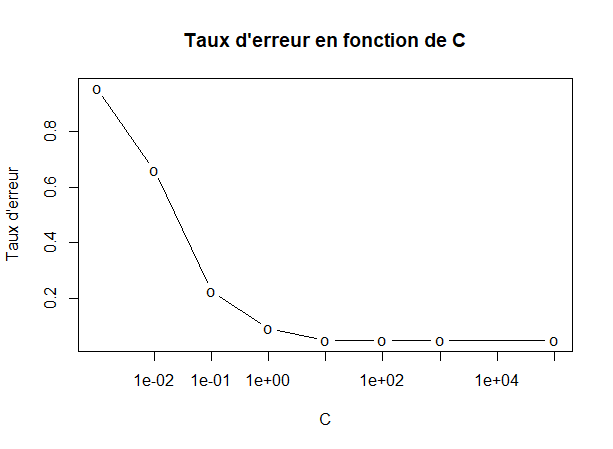 Taux d'erreur en fonction de C
Taux d'erreur
0.8
0.6
0.4
0.2
1e-02 1e-01 1e+00 1e+02 1e+04
C